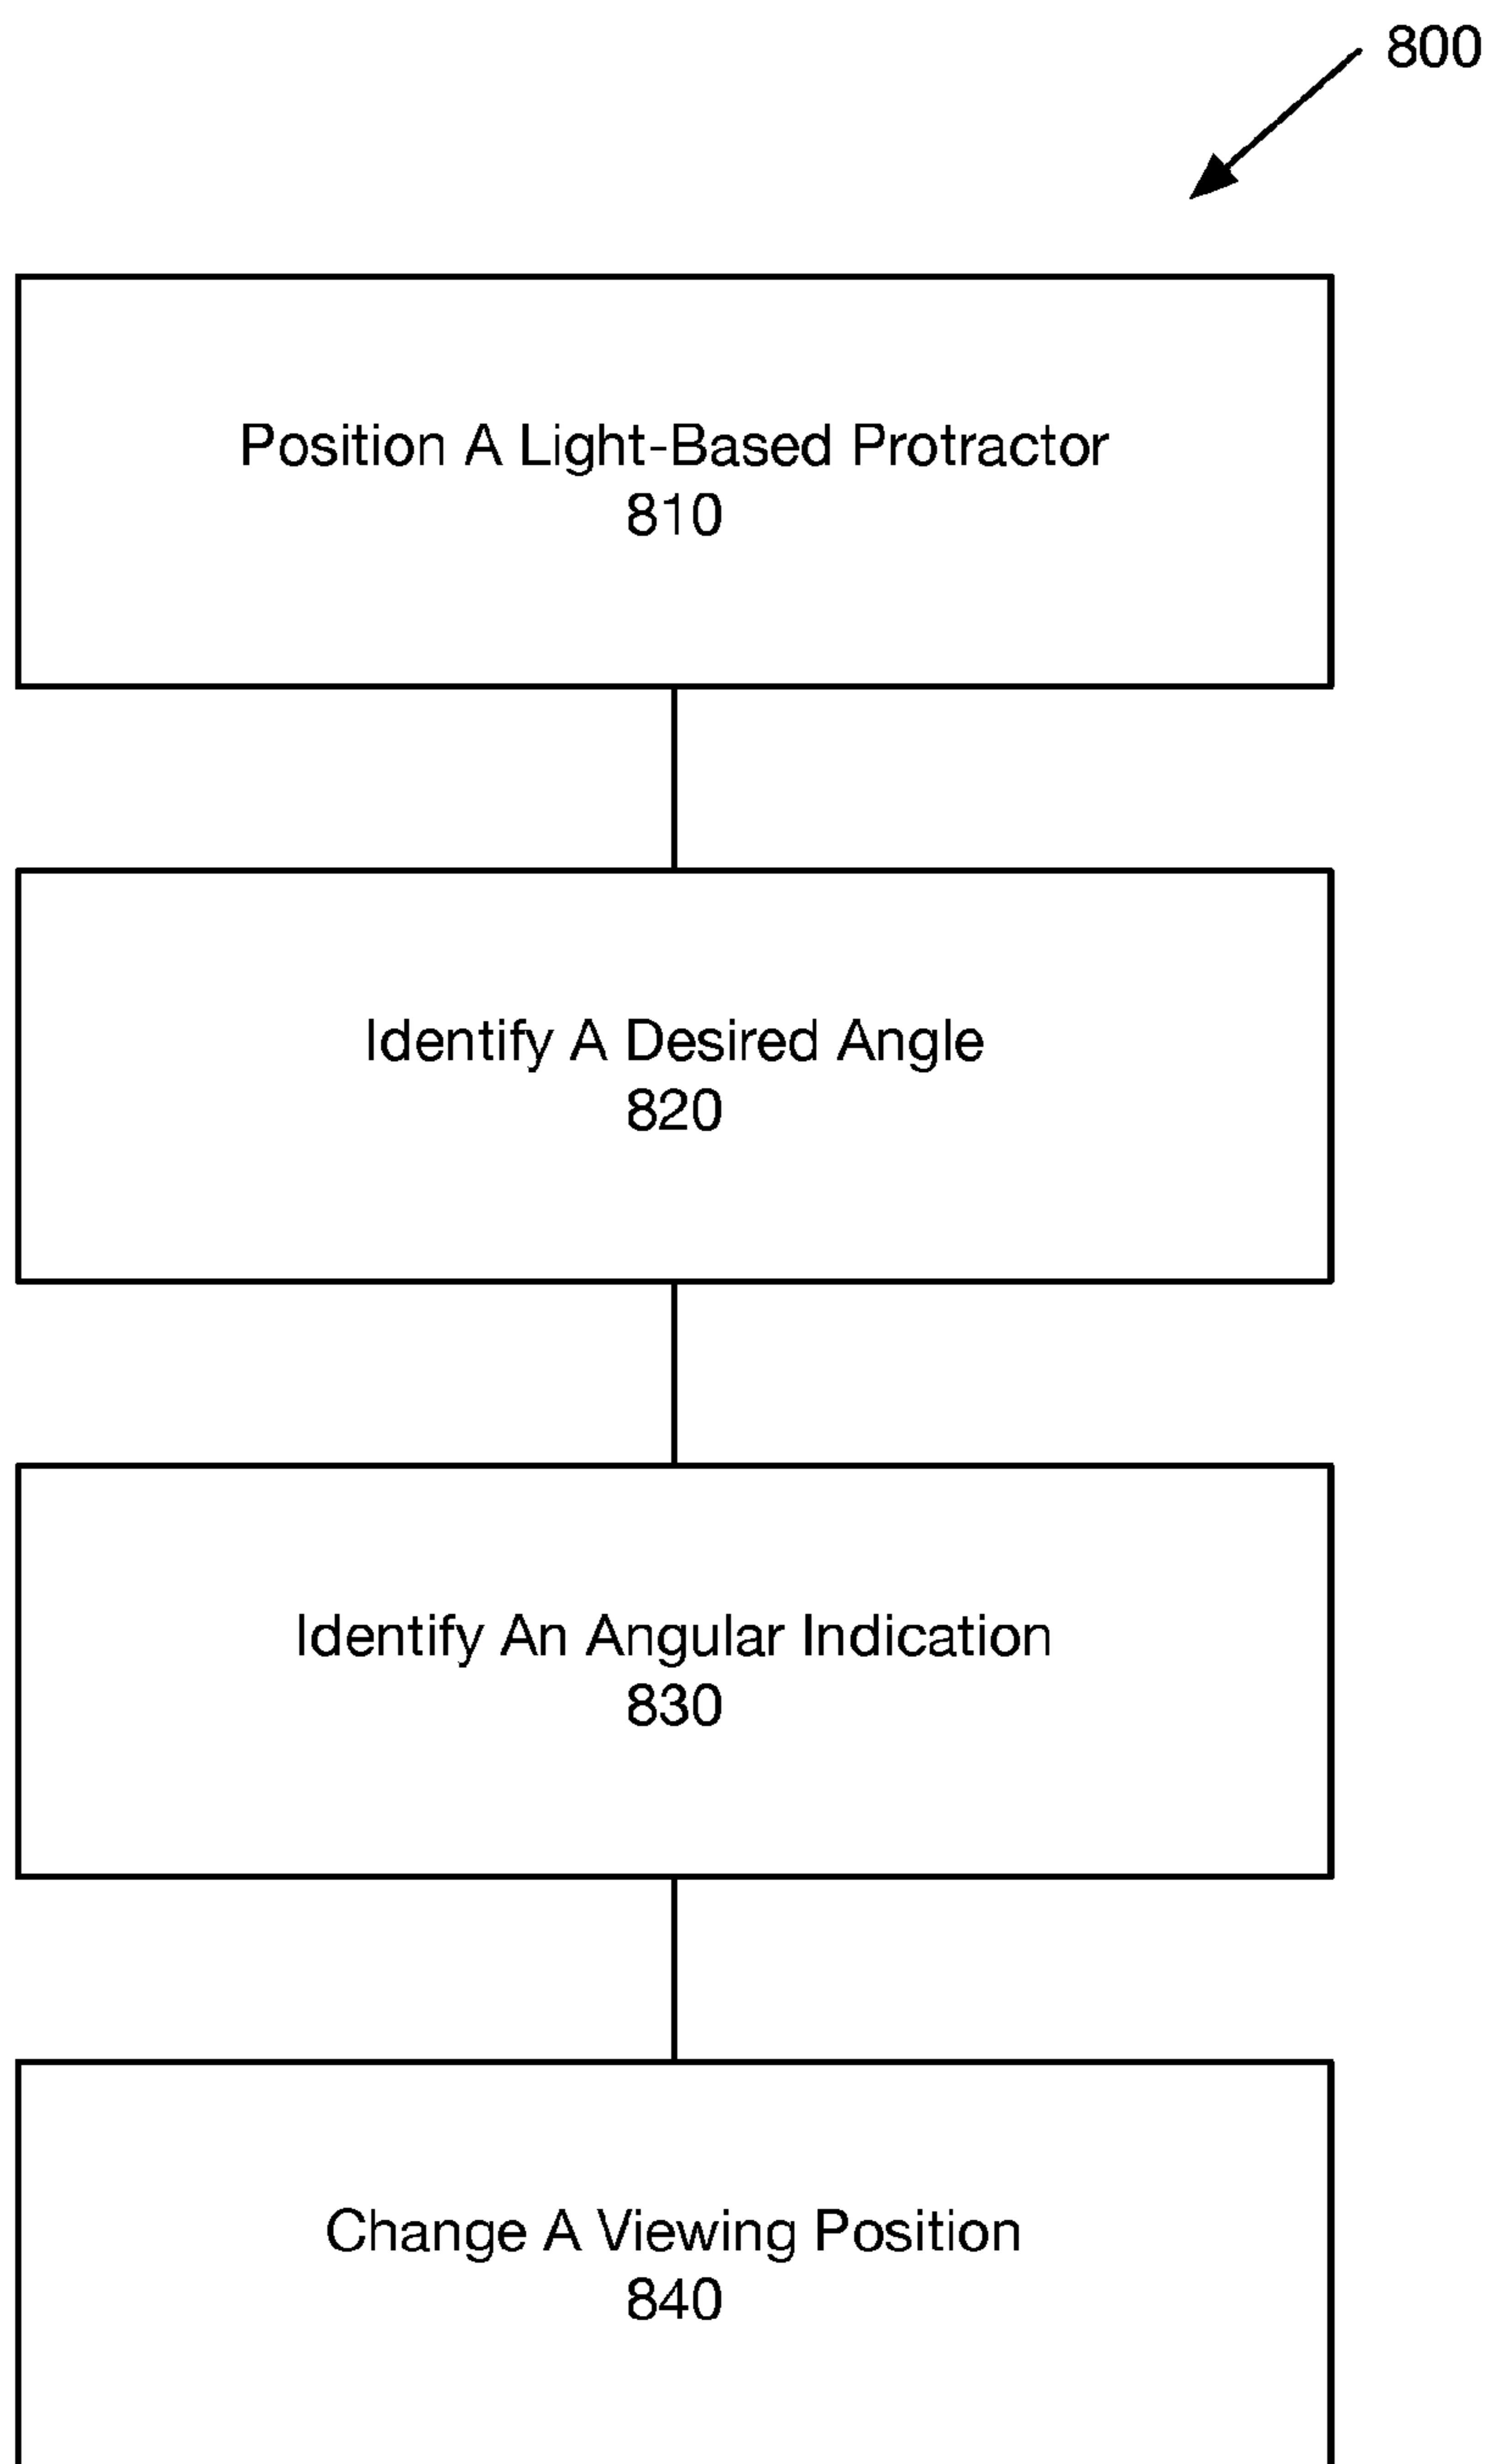 800
Position A Light-Based Protractor
810
Identify A Desired Angle
820
Identify An Angular Indication
830
Change A Viewing Position
840